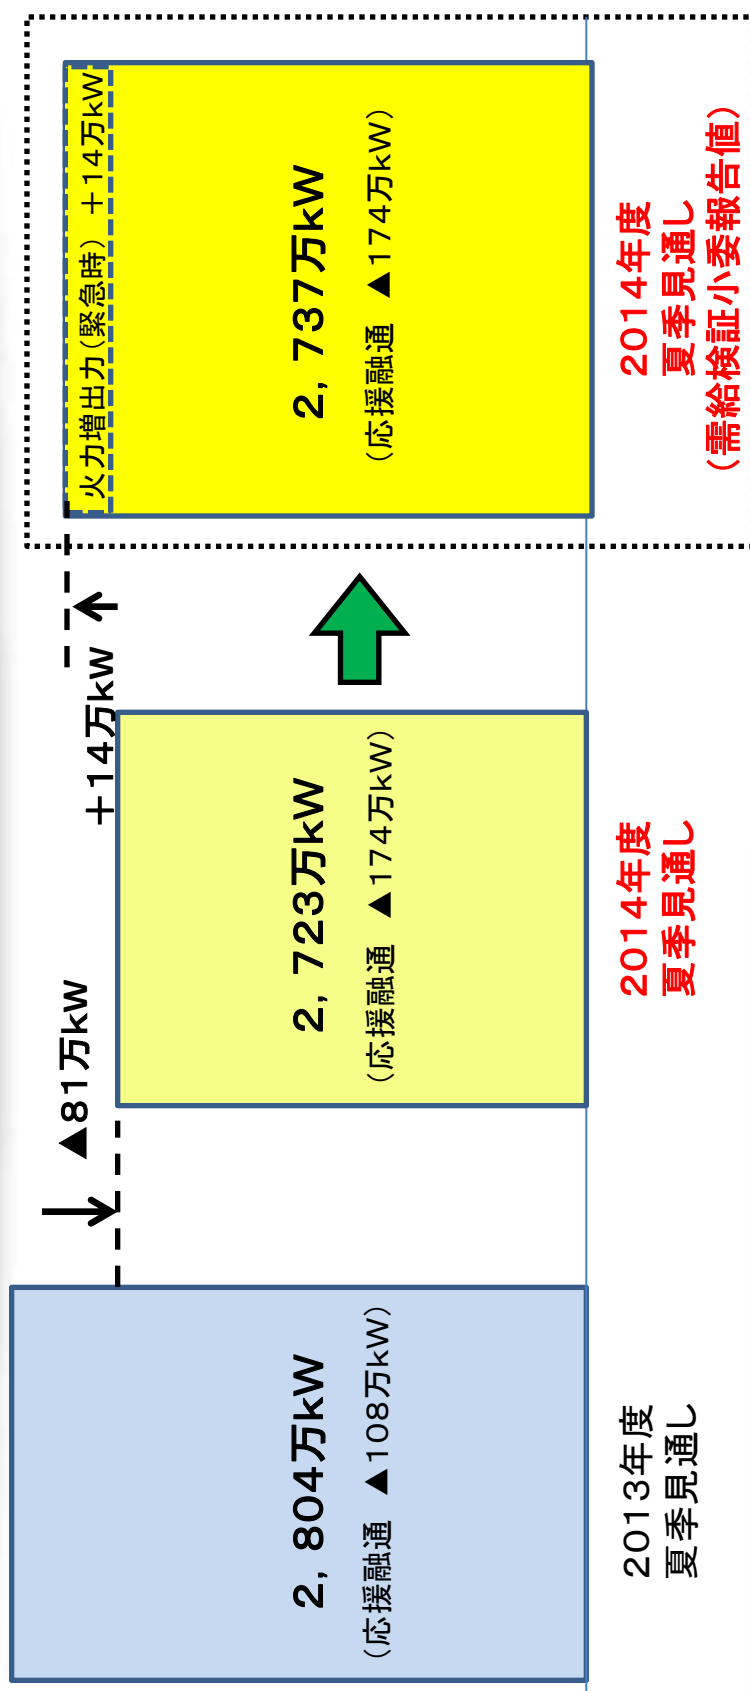 ▲81万kW
＋14万kW
火力増出力(緊急時) ＋14万kW
2,804万kW
(応援融通 ▲108万kW)
2,723万kW
(応援融通 ▲174万kW)
2,737万kW
(応援融通 ▲174万kW)
2013年度
夏季見通し
2014年度
夏季見通し
2014年度
夏季見通し
(需給検証小委報告値)